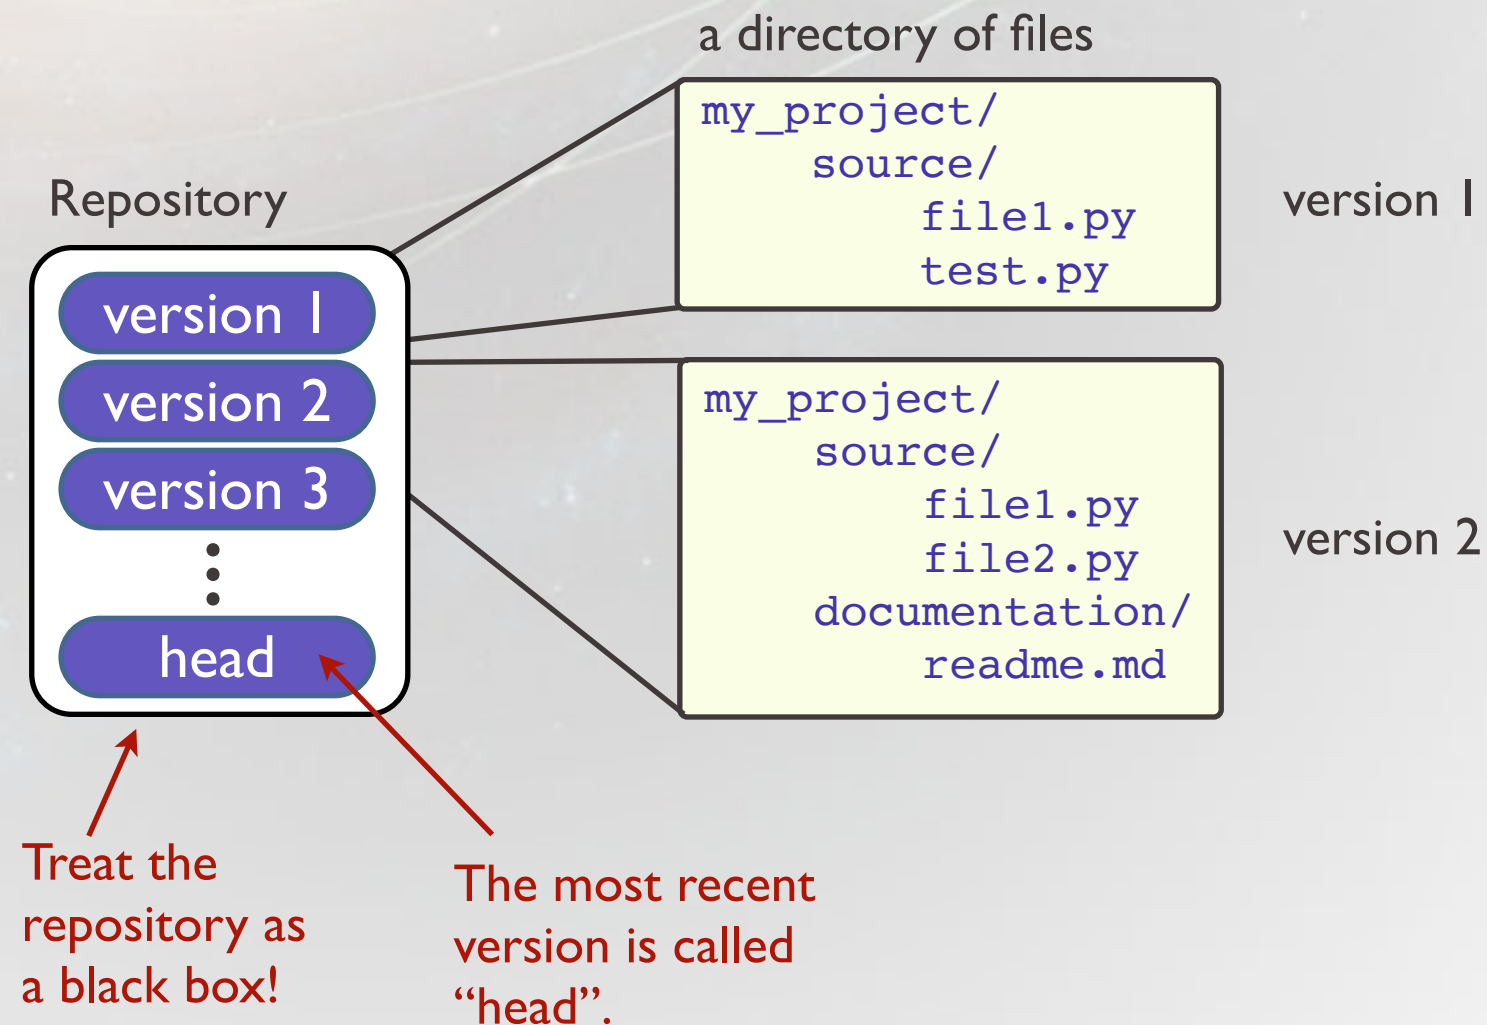 a directory of files
my_project/
source/
file1.py
test.py
version 1
Repository
version 1
version 2
version 3
head
my_project/
source/
file1.py
file2.py
documentation/
readme.md
version 2
Treat the
repository as
a black box!
The most recent
version is called
“head”.